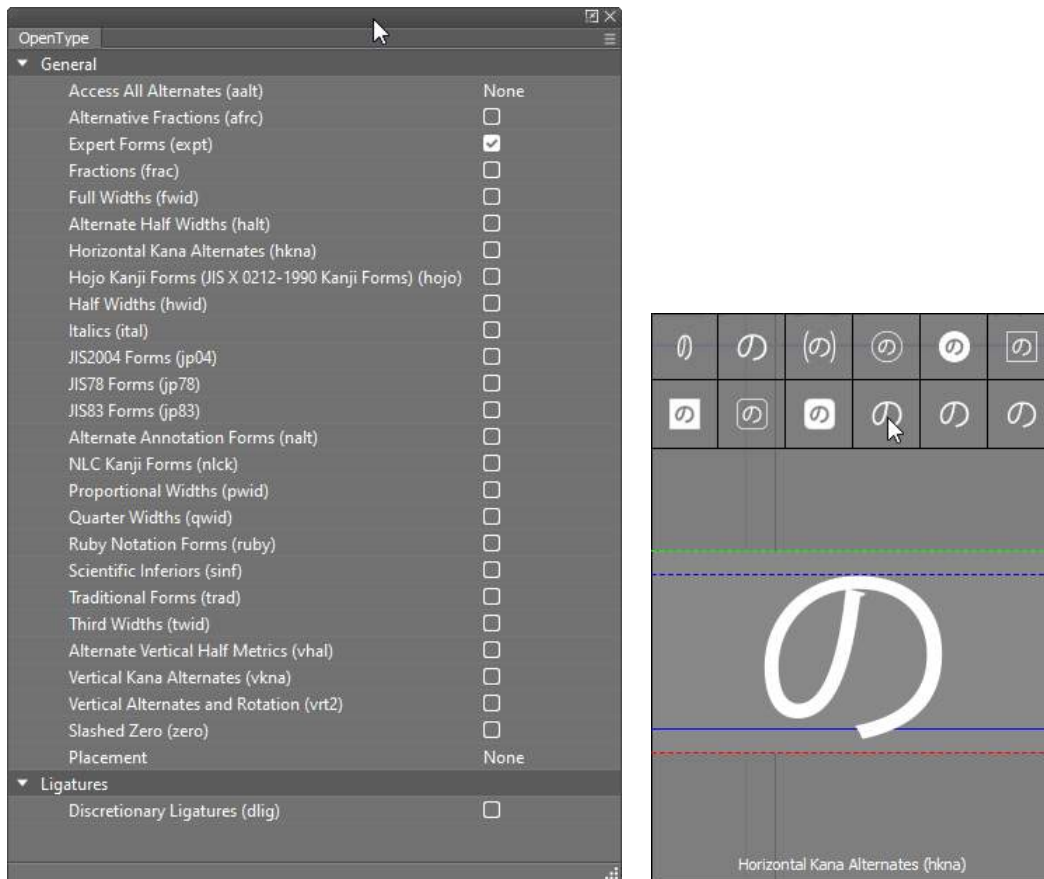 OpenType
General
Access All Alternates (aalt) None
Alternative Fractions (afrc)
Expert Forms (expt)
Fractions (frac)
Full Widths (fwid)
Alternate Half Widths (halt)
Horizontal Kana Alternates (hkna)
Hojo Kanji Forms (JIS X 0212-1990 Kanji Forms) (hojo)
Half Widths (hwid)
Italics (ital)
JIS2004 Forms (jp04)
JIS78 Forms (jp78)
JIS83 Forms (jp83)
Alternate Annotation Forms (nalt)
NLC Kanji Forms (nlck)
Proportional Widths (pwid)
Quarter Widths (qwid)
Ruby Notation Forms (ruby)
Scientific Inferiors (sinf)
Traditional Forms (trad)
Third Widths (twid)
Alternate Vertical Half Metrics (vhal)
Vertical Kana Alternates (vkna)
Vertical Alternates and Rotation (vrt2)
Slashed Zero (zero)
Placement None
Ligatures
Discretionary Ligatures (dlig)
の の (の) の の の
の の の の の の
の
Horizontal Kana Alternates (hkna)